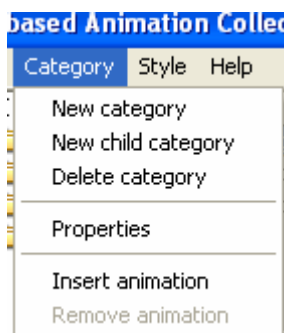 based Animation Collec
Category Style Help
New category
New child category
Delete category
Properties
Insert animation
Remove animation